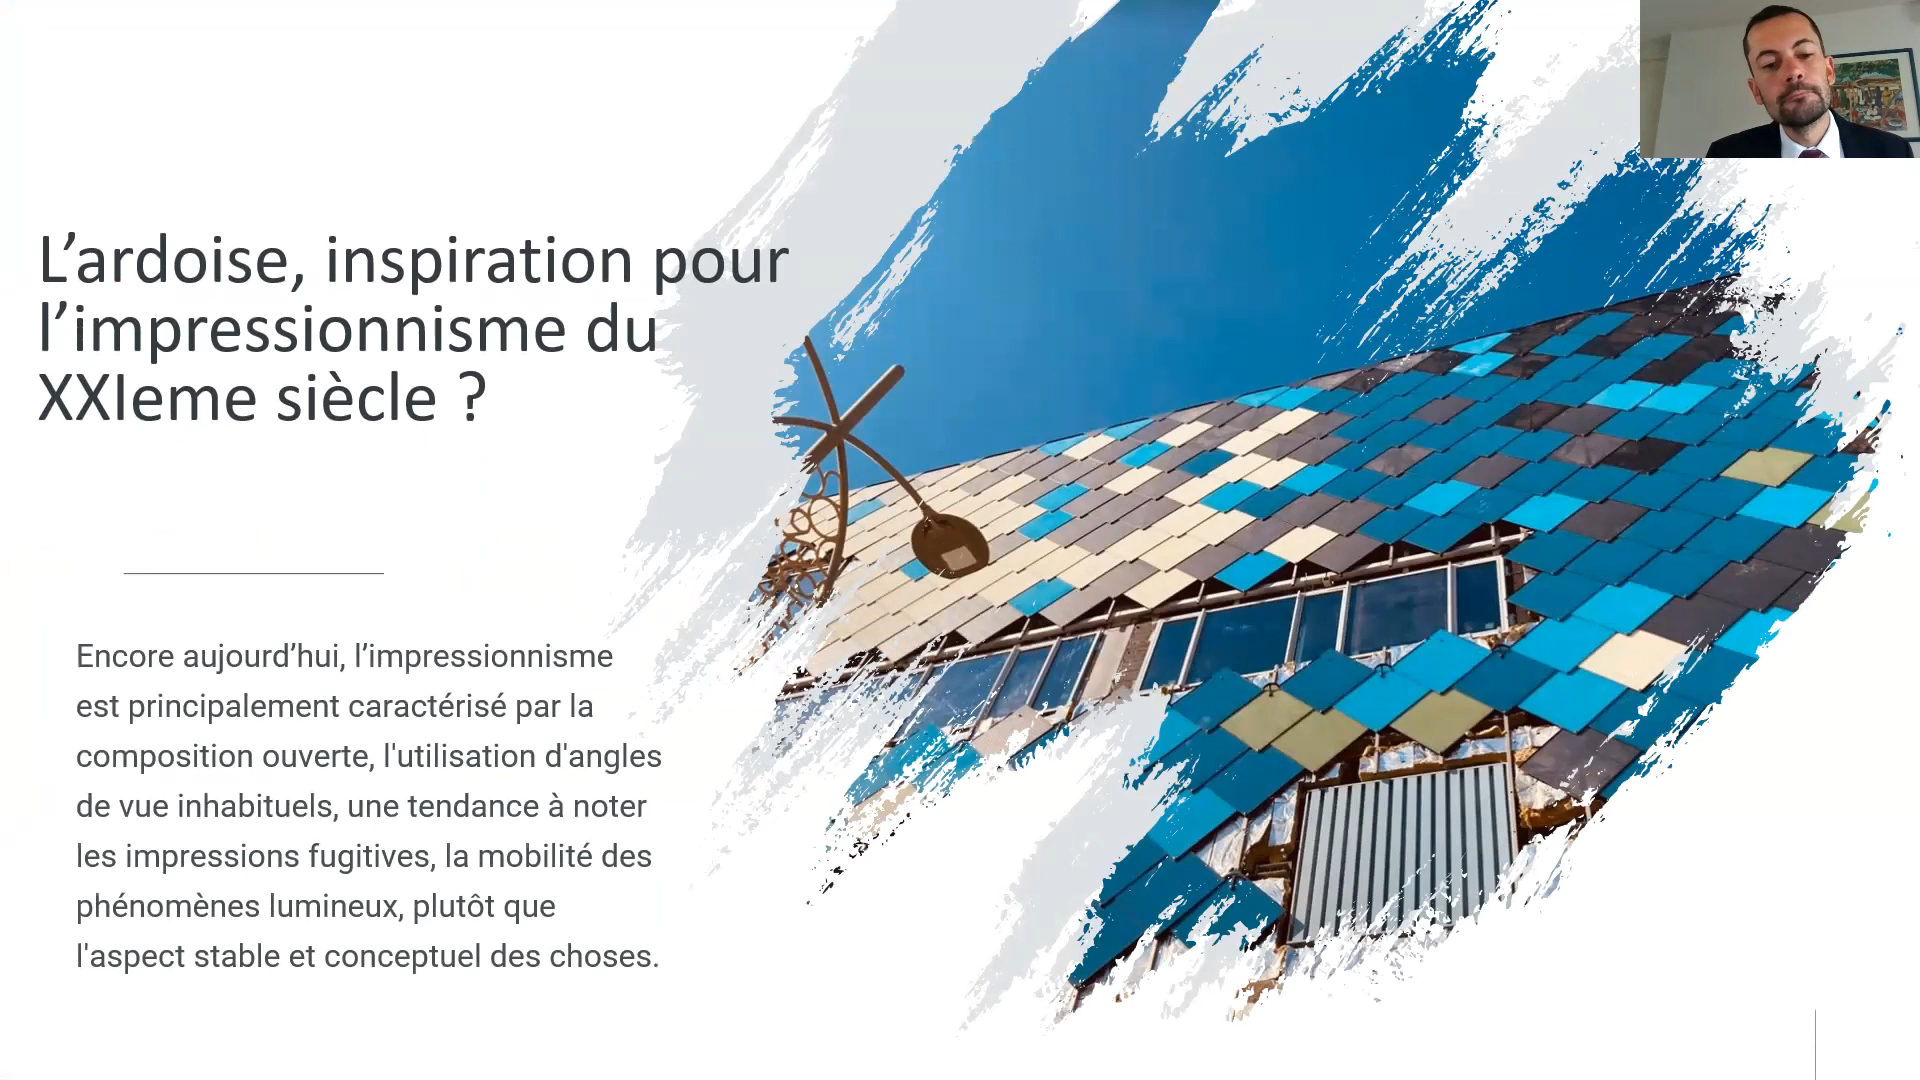 L’ardoise, inspiration pour
l’impressionnisme du
XXIeme siècle ?
Encore aujourd’hui, l’impressionnisme
est principalement caractérisé par la
composition ouverte, l'utilisation d'angles
de vue inhabituels, une tendance à noter
les impressions fugitives, la mobilité des
phénomènes lumineux, plutôt que
l'aspect stable et conceptuel des choses.